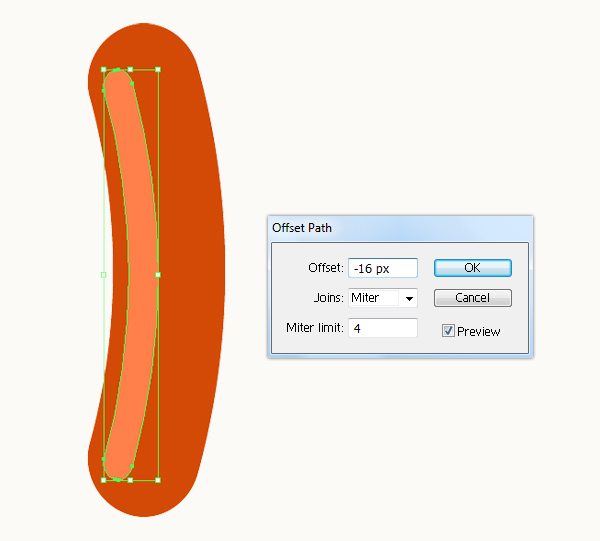 Offset Path
Offset: -16 px OK
Joins: Miter Cancel
Miter limit: 4 Preview